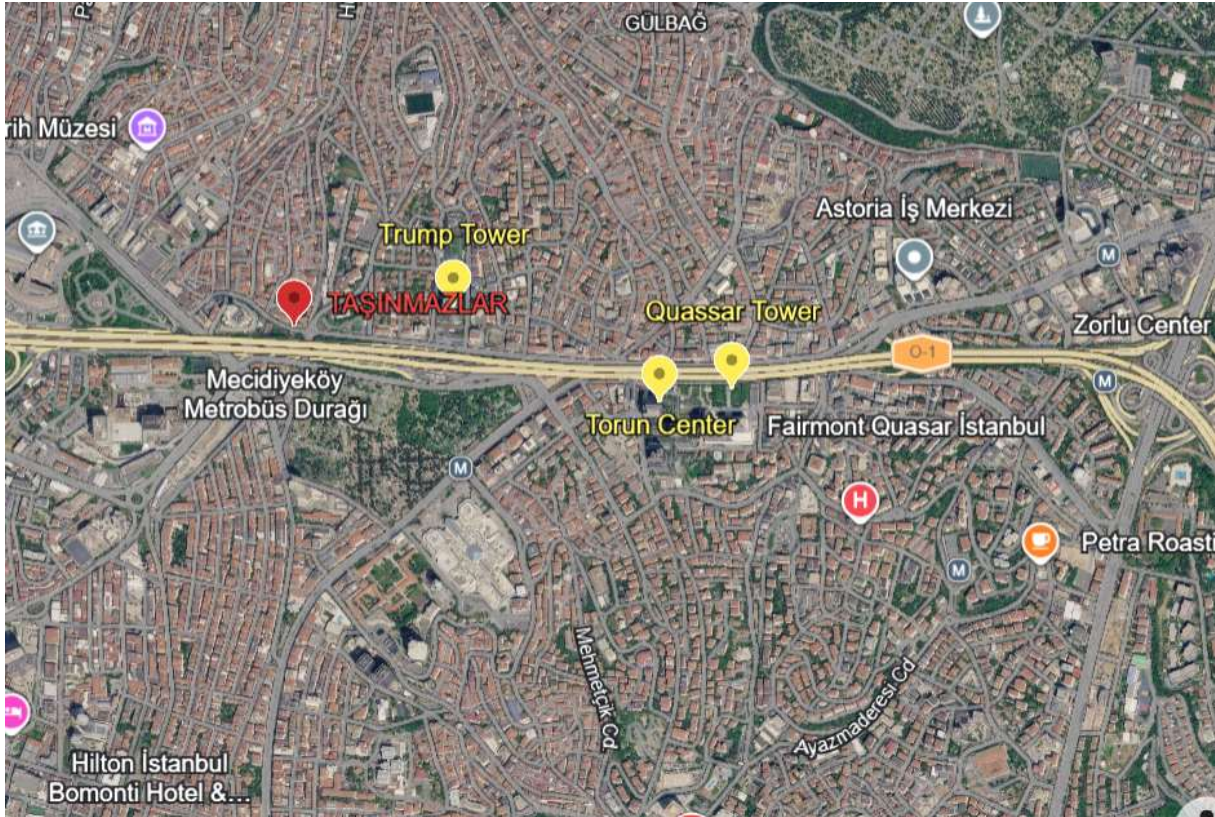 GÜLBAĞ
rih Müzesi
Astoria İş Merkezi
M
Trump Tower
TAŞINMAZLAR
Quassar Tower
Zorlu Center
O-1
Mecidiyeköy
Metrobüs Durağı
M
Torun Center
Fairmont Quasar İstanbul
M
H
Petra Roasti
M
Mehmetçik Cd.
Ayazmaderesi Cd
Hilton İstanbul
Bomonti Hotel &...